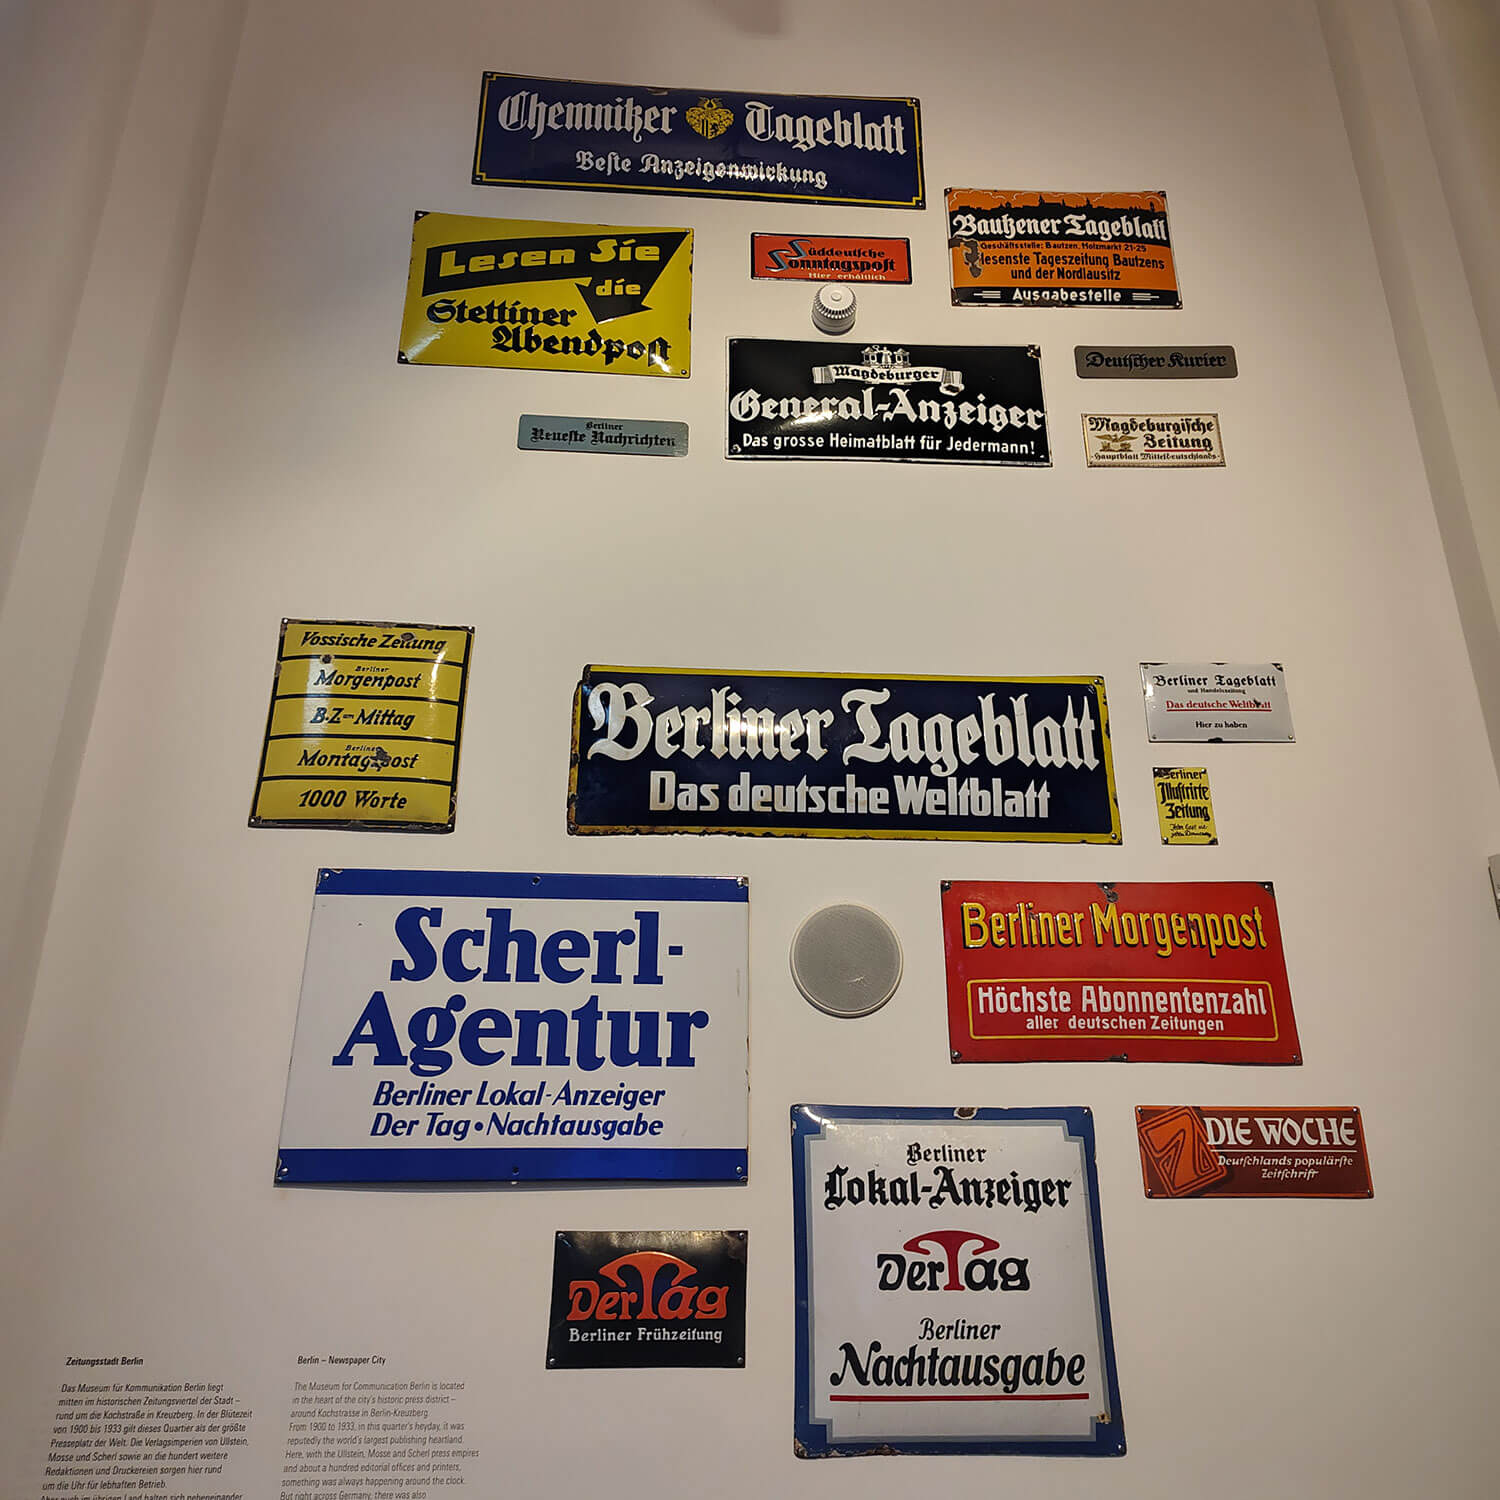 Chemnitzer Tageblatt
Beste Anzeigenwirkung
Lesen Sie
die
Stettiner
Abendpost
Süddeutsche
Sonntagspost
Hier erhältlich
Bautzener Tageblatt
Geschäftsstelle: Bautzen, Holzmarkt 21-25
lesenste Tageszeitung Bautzens
und der Nordlausitz
Ausgabestelle
Magdeburger
General-Anzeiger
Das grosse Heimatblatt für Jedermann!
Deutscher Kurier
Berliner
Neueste Nachrichten
Magdeburgische
Zeitung
Hauptblatt Mitteldeutschlands
Vossische Zeitung
Berliner
Morgenpost
B.Z-Mittag
Berliner
Montagspost
1000 Worte
Berliner Tageblatt
Das deutsche Weltblatt
Berliner Tageblatt
und Handelszeitung
Das deutsche Weltblatt
Hier zu haben
Berliner
Illustrirte
Zeitung
Scherl-
Agentur
Berliner Lokal-Anzeiger
Der Tag • Nachtausgabe
Berliner Morgenpost
Höchste Abonnentenzahl
aller deutschen Zeitungen
DIE WOCHE
Deutschlands populärste
Zeitschrift
Berliner
Lokal-Anzeiger
Der Tag
Berliner
Nachtausgabe
Der Tag
Berliner Frühzeitung
Zeitungsstadt Berlin
Das Museum für Kommunikation Berlin liegt
mitten im historischen Zeitungsviertel der Stadt –
rund um die Kochstraße in Kreuzberg. In der Blütezeit
von 1900 bis 1933 gilt dieses Quartier als der größte
Presseplatz der Welt. Die Verlagsimperien von Ullstein,
Mosse und Scherl sowie an die hundert weitere
Redaktionen und Druckereien sorgen hier rund
um die Uhr für lebhaften Betrieb.
Aber auch im übrigen Land halten sich nebeneinander
Berlin – Newspaper City
The Museum for Communication Berlin is located
in the heart of the city's historic press district –
around Kochstrasse in Berlin-Kreuzberg.
From 1900 to 1933, in this quarter's heyday, it was
reputedly the world's largest publishing heartland.
Here, with the Ullstein, Mosse and Scherl press empires
and about a hundred editorial offices and printers,
something was always happening around the clock.
But right across Germany, there was also